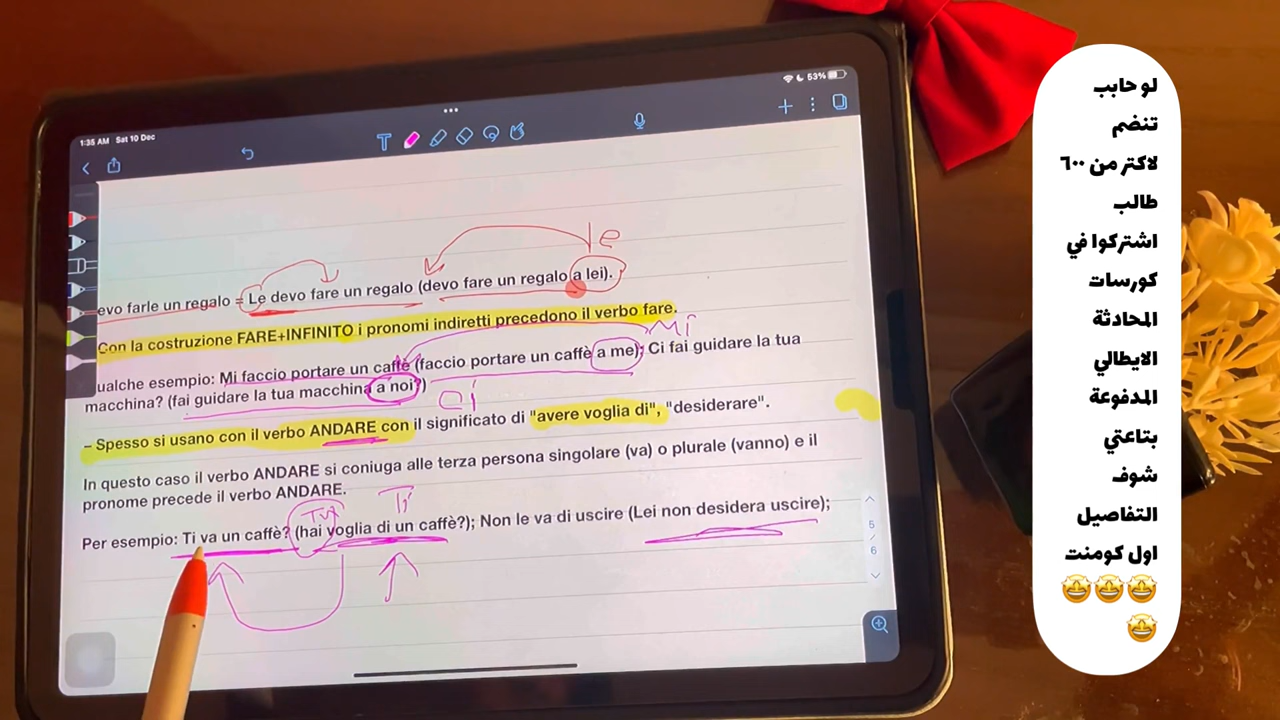 1:35 AM Sat 10 Dec
53%
le
evo farle un regalo = Le devo fare un regalo (devo fare un regalo a lei).
Con la costruzione FARE+INFINITO i pronomi indiretti precedono il verbo fare.
Mi
ualche esempio: Mi faccio portare un caffè (faccio portare un caffè a me); Ci fai guidare la tua
macchina? (fai guidare la tua macchina a noi?)
Ci
– Spesso si usano con il verbo ANDARE con il significato di "avere voglia di", "desiderare".
In questo caso il verbo ANDARE si coniuga alle terza persona singolare (va) o plurale (vanno) e il
pronome precede il verbo ANDARE.
Tu
Ti
Per esempio: Ti va un caffè? (hai voglia di un caffè?); Non le va di uscire (Lei non desidera uscire);
5
6
لو حابب
تنضم
لاكتر من ٦٠٠
طالب
اشتركوا في
كورسات
المحادثة
الايطالي
المدفوعة
بتاعتي
شوف
التفاصيل
اول كومنت
🤩🤩🤩
🤩